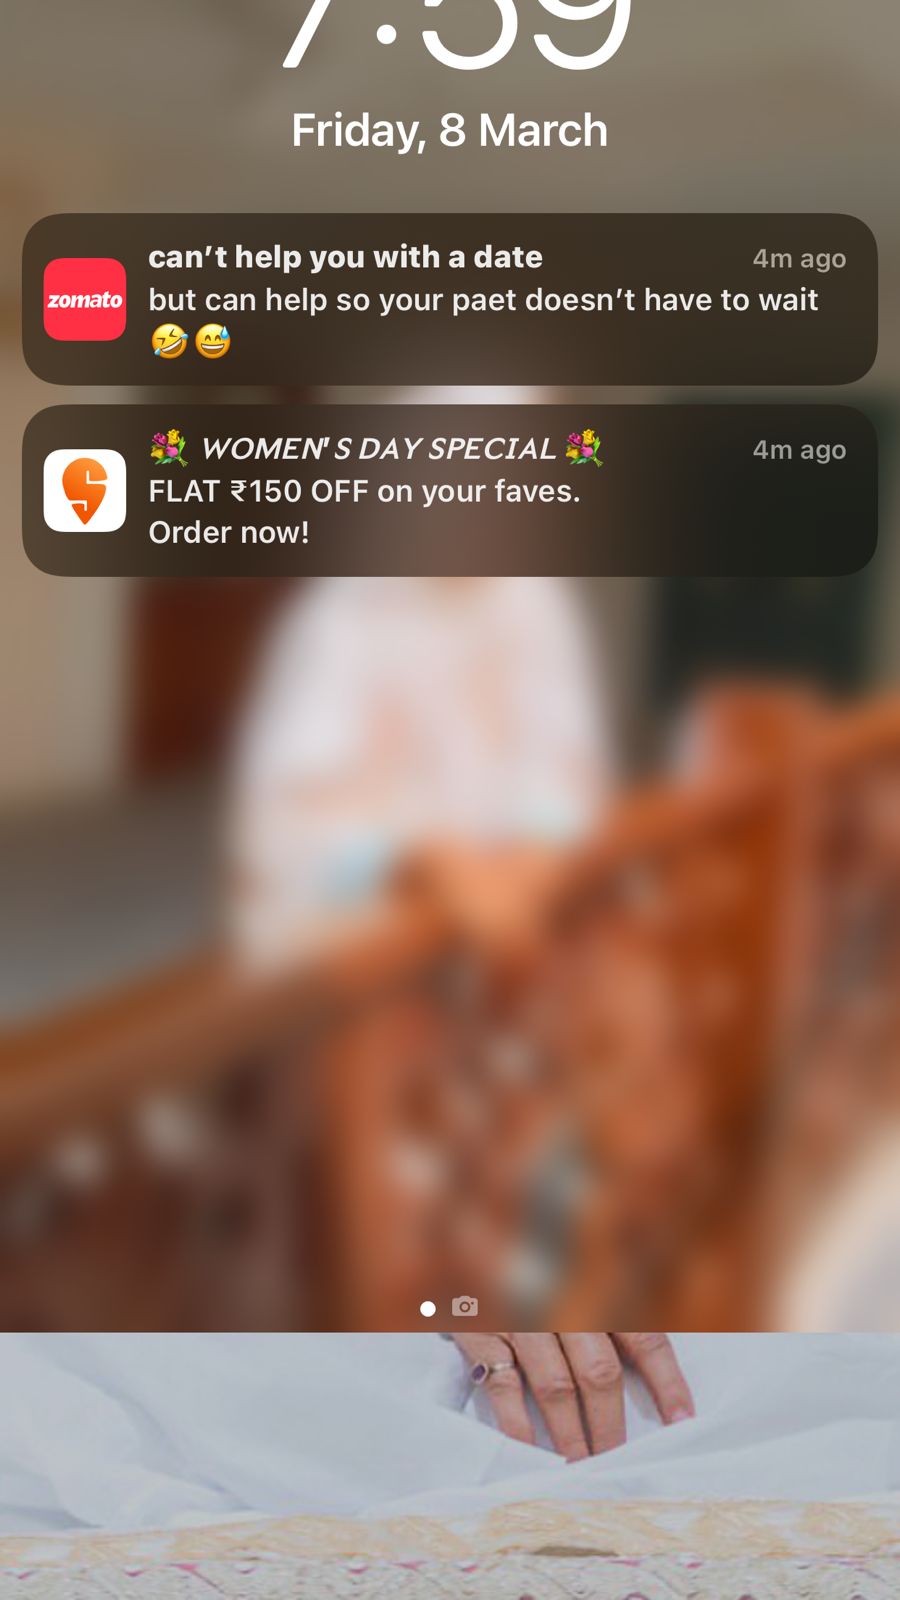 7:59
Friday, 8 March
zomato
can’t help you with a date
4m ago
but can help so your paet doesn’t have to wait
🤣😅
💐 WOMEN'S DAY SPECIAL 💐
4m ago
FLAT ₹150 OFF on your faves.
Order now!